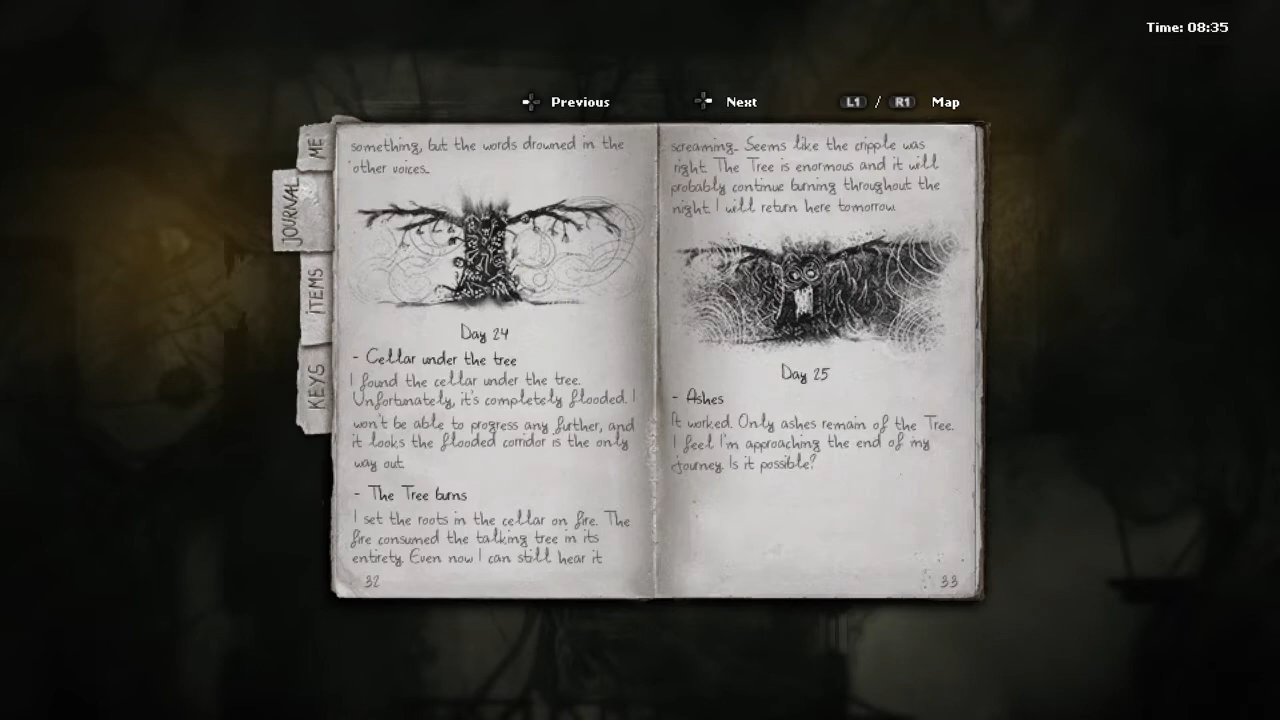 Time: 08:35
Previous
Next
L1 / R1 Map
ME
JOURNAL
ITEMS
KEYS
something, but the words drowned in the
other voices...
Day 24
- Cellar under the tree
I found the cellar under the tree.
Unfortunately, it's completely flooded. I
won't be able to progress any further, and
it looks the flooded corridor is the only
way out.
- The Tree burns
I set the roots in the cellar on fire. The
fire consumed the talking tree in its
entirety. Even now I can still hear it
32
screaming... Seems like the cripple was
right. The Tree is enormous and it will
probably continue burning throughout the
night. I will return here tomorrow.
Day 25
- Ashes
It worked. Only ashes remain of the Tree.
I feel I'm approaching the end of my
journey. Is it possible?
33